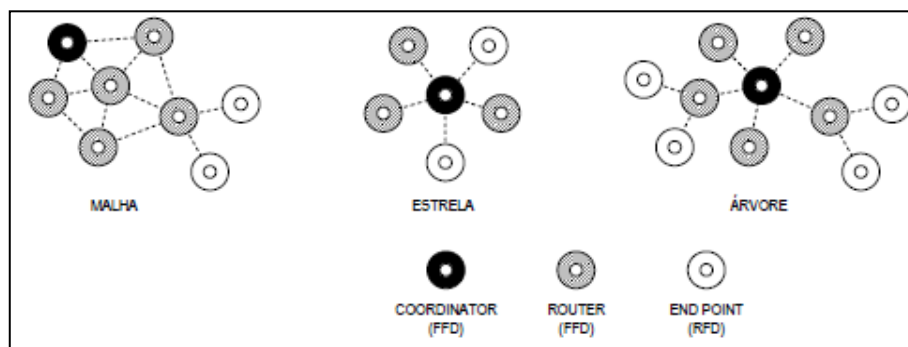 MALHA
ESTRELA
ÁRVORE
COORDINATOR
(FFD)
ROUTER
(FFD)
END POINT
(RFD)